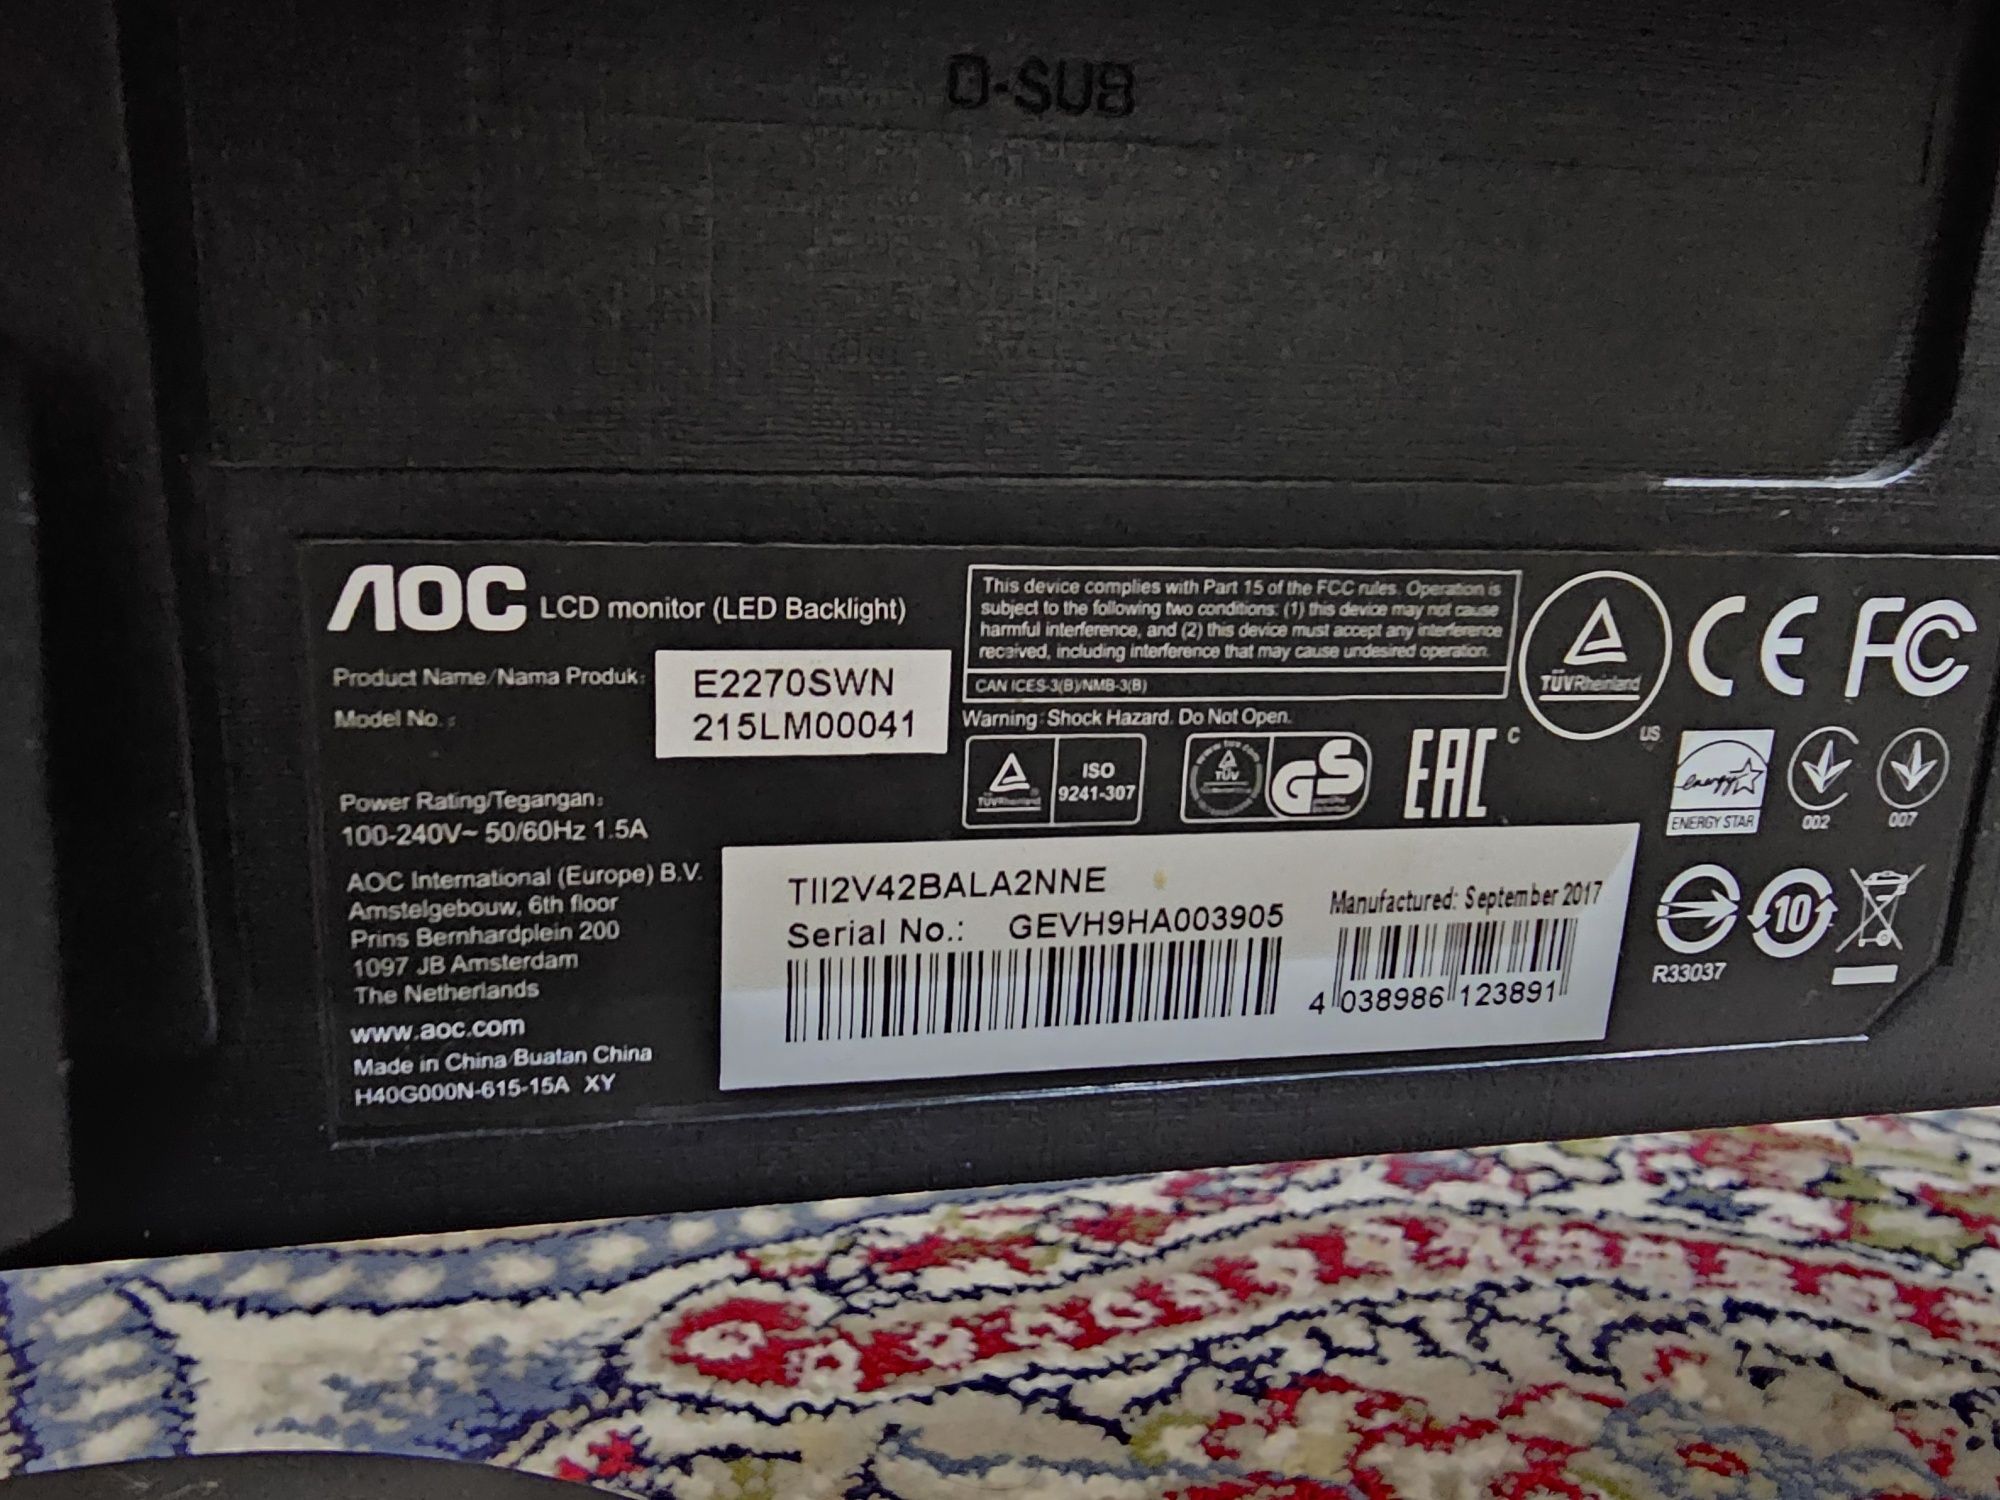 D-SUB
AOC LCD monitor (LED Backlight)
Product Name/Nama Produk: E2270SWN
Model No. : 215LM00041
Power Rating/Tegangan:
100-240V~ 50/60Hz 1.5A
AOC International (Europe) B.V.
Amstelgebouw, 6th floor
Prins Bernhardplein 200
1097 JB Amsterdam
The Netherlands
www.aoc.com
Made in China/Buatan China
H40G000N-615-15A XY
This device complies with Part 15 of the FCC rules. Operation is
subject to the following two conditions: (1) this device may not cause
harmful interference, and (2) this device must accept any interference
received, including interference that may cause undesired operation.
CAN ICES-3(B)/NMB-3(B)
Warning: Shock Hazard. Do Not Open.
TÜVRheinland
ISO
9241-307
www.tuv.com
TÜV
GS
EAC
C
TÜVRheinland
US
CE
FC
energy
ENERGY STAR
002
007
TII2V42BALA2NNE
Serial No.: GEVH9HA003905
Manufactured: September 2017
4 038986 123891
R33037
10